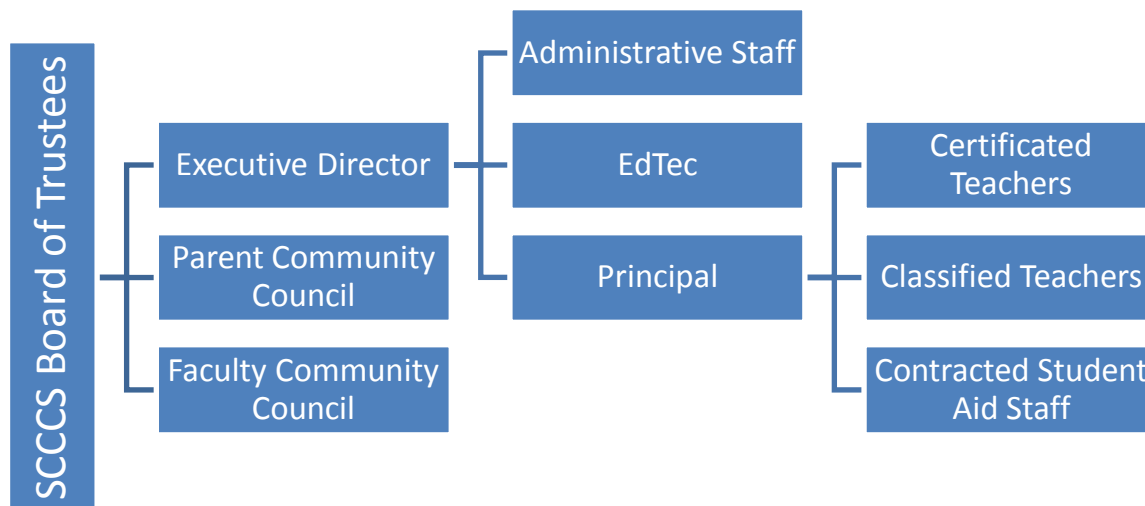 SCCCS Board of Trustees
Executive Director
Parent Community
Council
Faculty Community
Council
Administrative Staff
EdTec
Principal
Certificated
Teachers
Classified Teachers
Contracted Student
Aid Staff